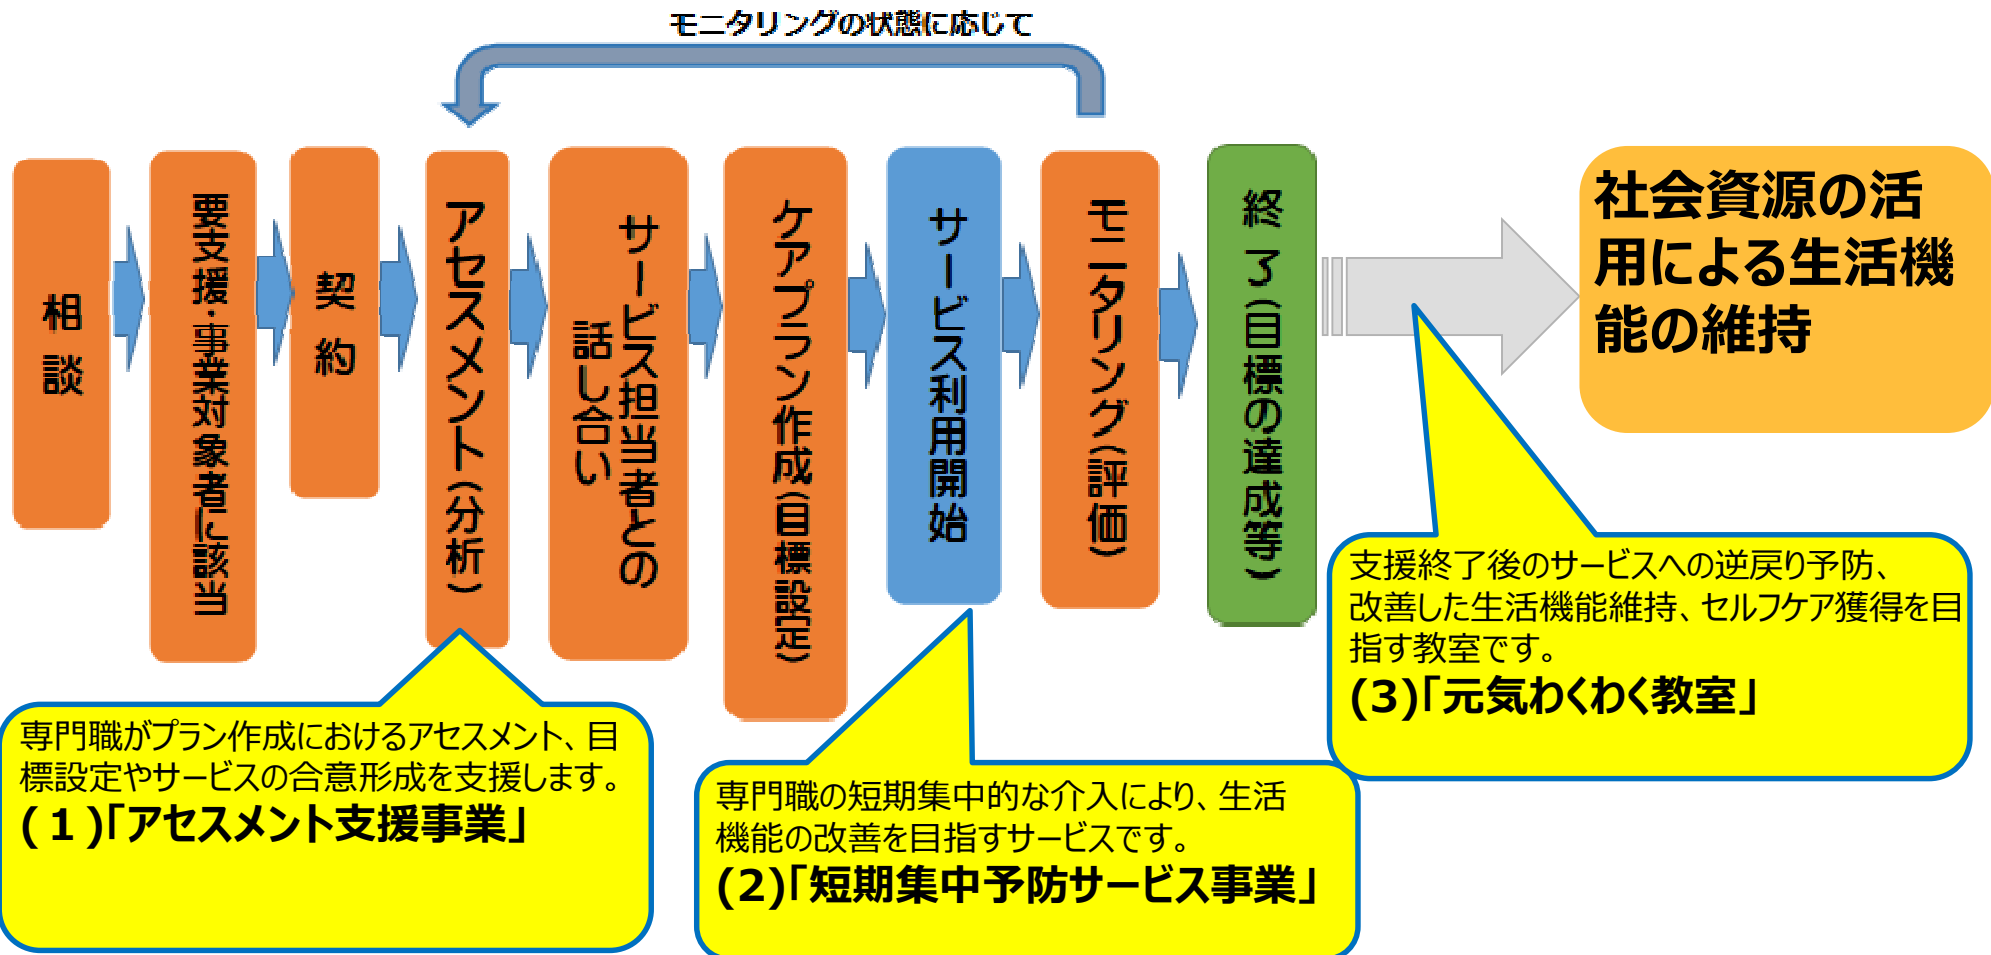 モニタリングの状態に応じて
相談
要支援・事業対象者に該当
契約
アセスメント(分析)
サービス担当者との
話し合い
ケアプラン作成(目標設定)
サービス利用開始
モニタリング(評価)
終了(目標の達成等)
社会資源の活
用による生活機
能の維持
専門職がプラン作成におけるアセスメント、目
標設定やサービスの合意形成を支援します。
(１)「アセスメント支援事業」
専門職の短期集中的な介入により、生活
機能の改善を目指すサービスです。
(2)「短期集中予防サービス事業」
支援終了後のサービスへの逆戻り予防、
改善した生活機能維持、セルフケア獲得を目
指す教室です。
(3)「元気わくわく教室」